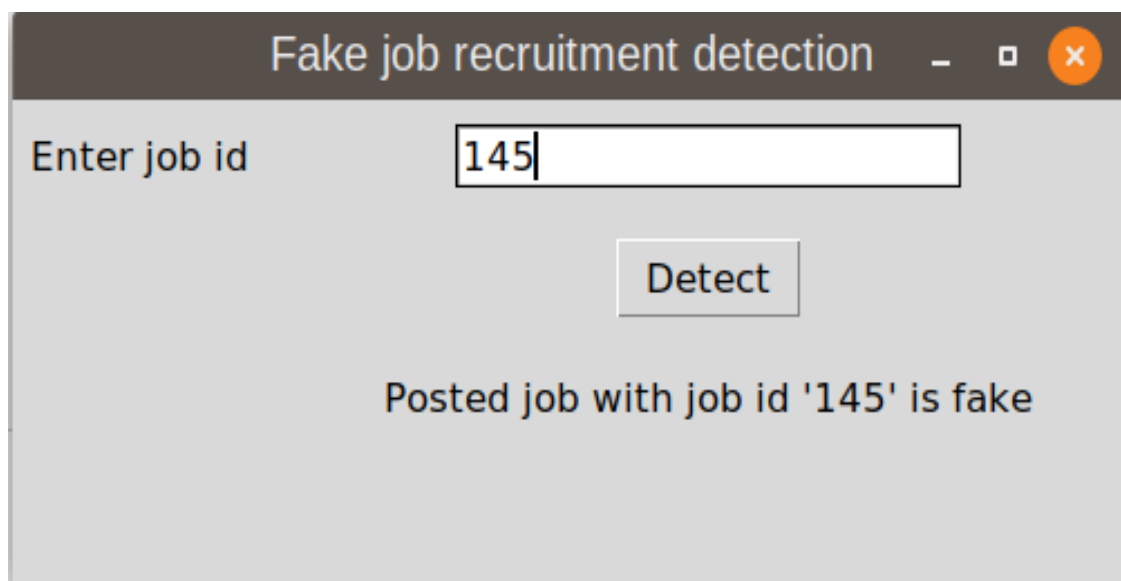 Fake job recruitment detection
Enter job id 145
Detect
Posted job with job id '145' is fake